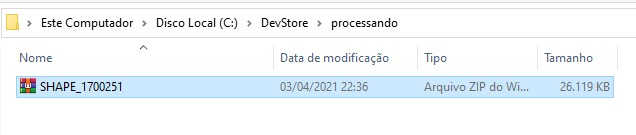 Este Computador > Disco Local (C:) > DevStore > processando
Nome Data de modificação Tipo Tamanho
SHAPE_1700251 03/04/2021 22:36 Arquivo ZIP do Wi... 26.119 KB